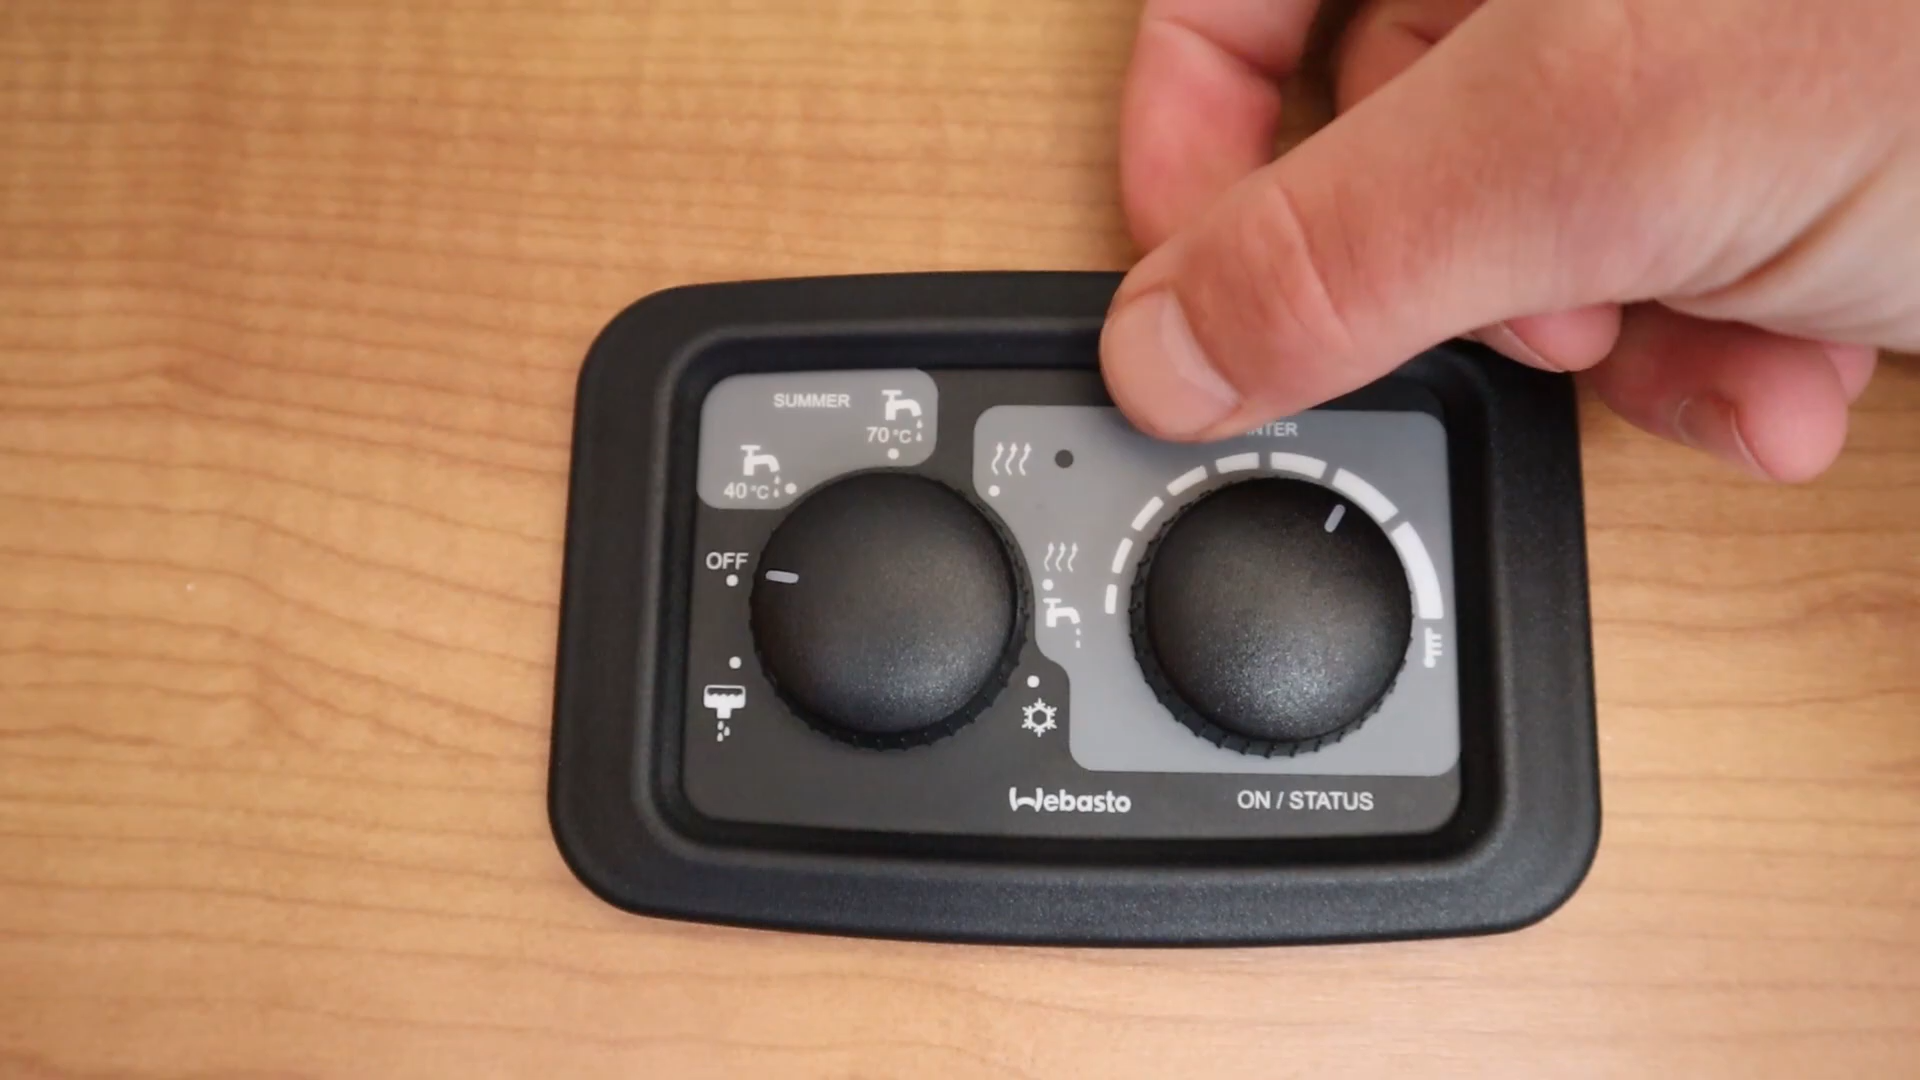 SUMMER
70 °C
40 °C
OFF
Webasto
ON / STATUS